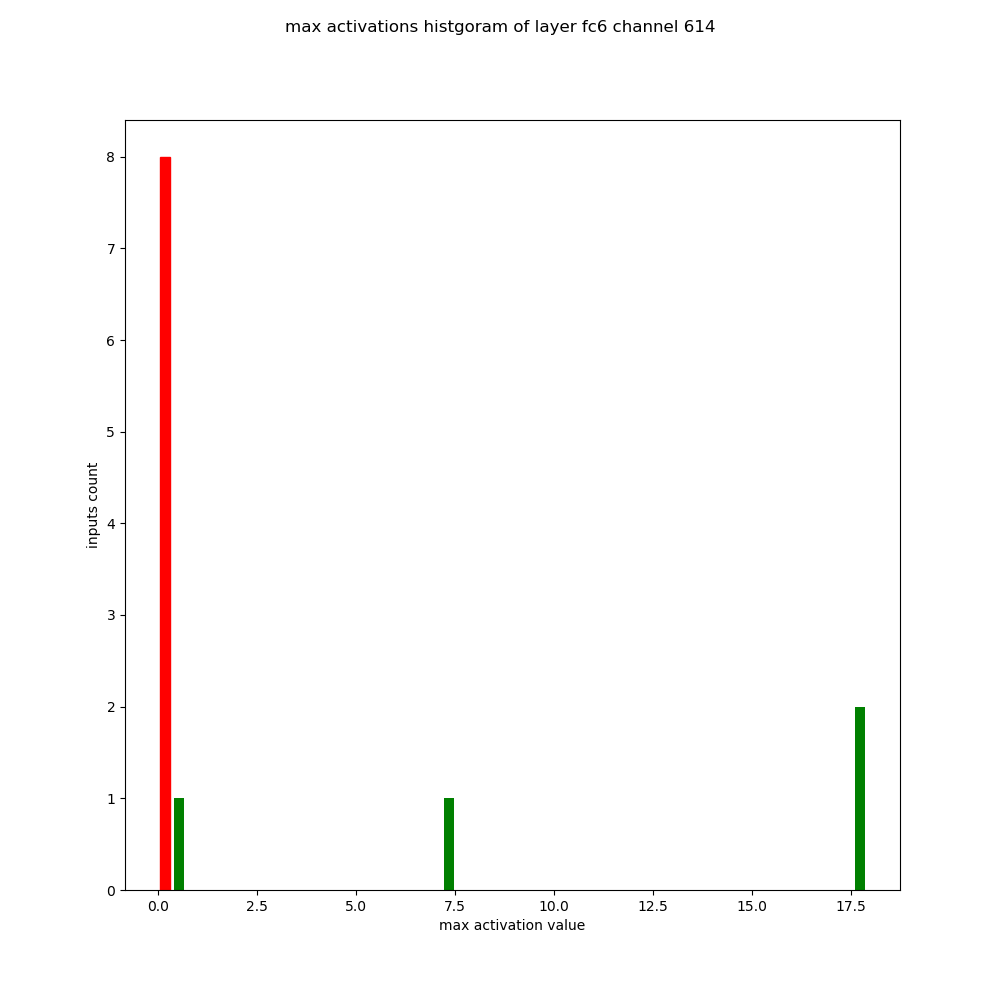 max activations histgoram of layer fc6 channel 614
8
7
6
5
4
3
2
1
0
inputs count
0.0 2.5 5.0 7.5 10.0 12.5 15.0 17.5
max activation value